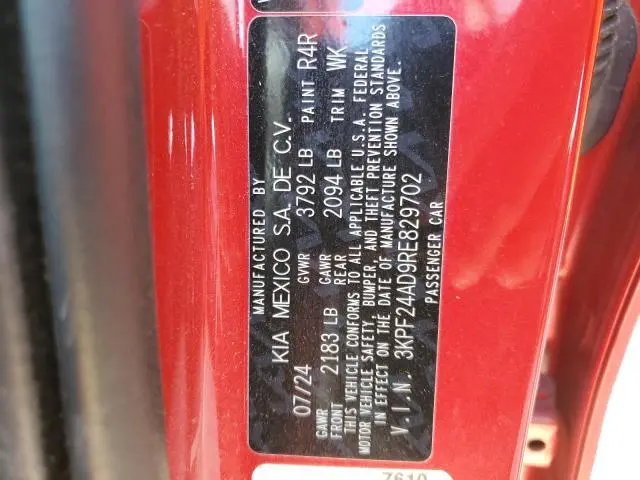 MANUFACTURED BY
KIA MEXICO S.A. DE C.V.
07/24 GVWR 3792 LB PAINT R4R
GAWR FRONT 2183 LB GAWR REAR 2094 LB TRIM WK
THIS VEHICLE CONFORMS TO ALL APPLICABLE U.S.A. FEDERAL
MOTOR VEHICLE SAFETY, BUMPER, AND THEFT PREVENTION STANDARDS
IN EFFECT ON THE DATE OF MANUFACTURE SHOWN ABOVE.
V.I.N. 3KPF24AD9RE829702
PASSENGER CAR
7610